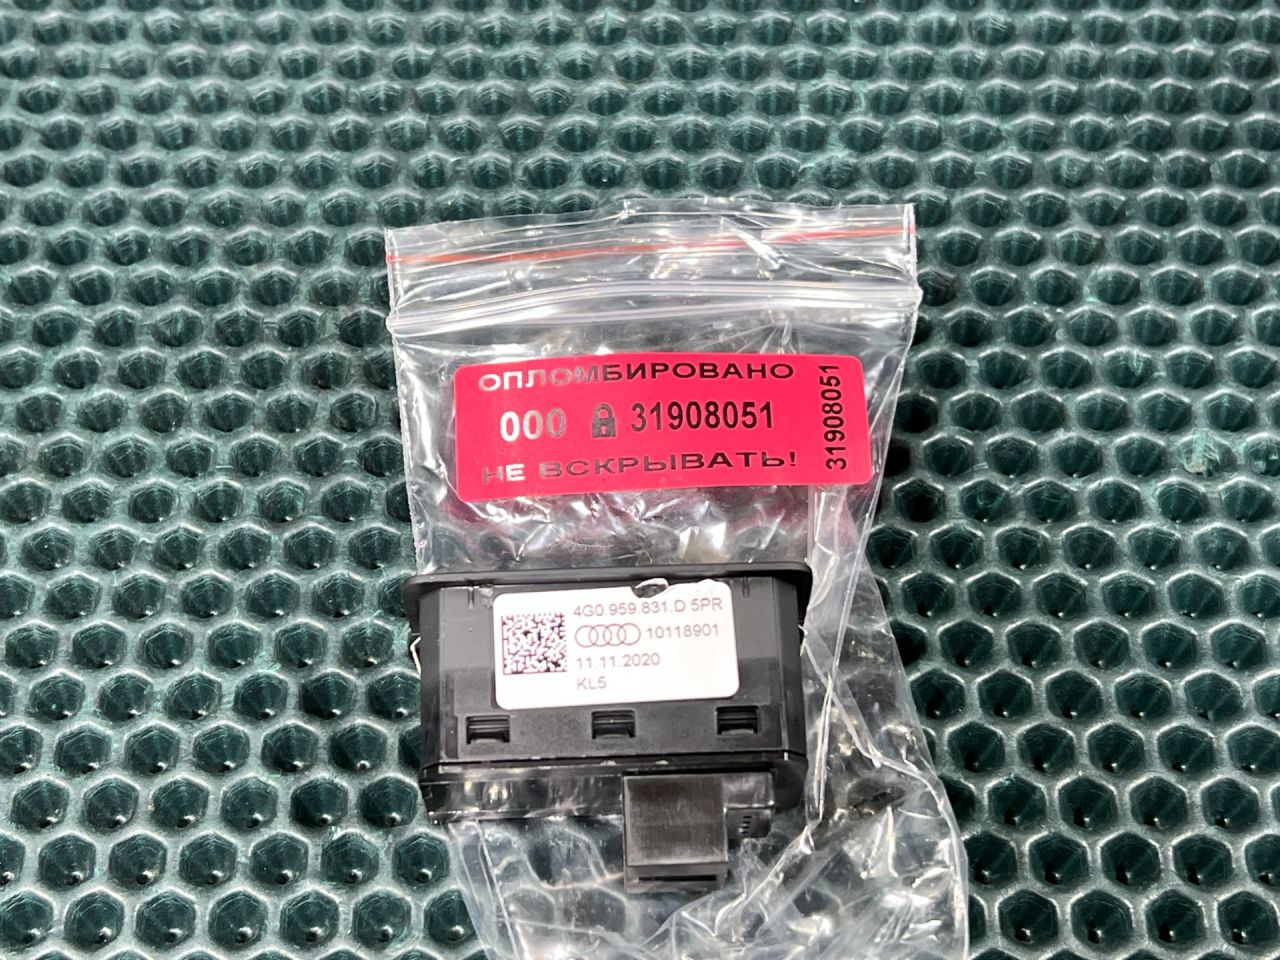 ОПЛОМБИРОВАНО
000 31908051
НЕ ВСКРЫВАТЬ!
31908051
4G0 959.831.D 5PR
10118901
11.11.2020
KL5